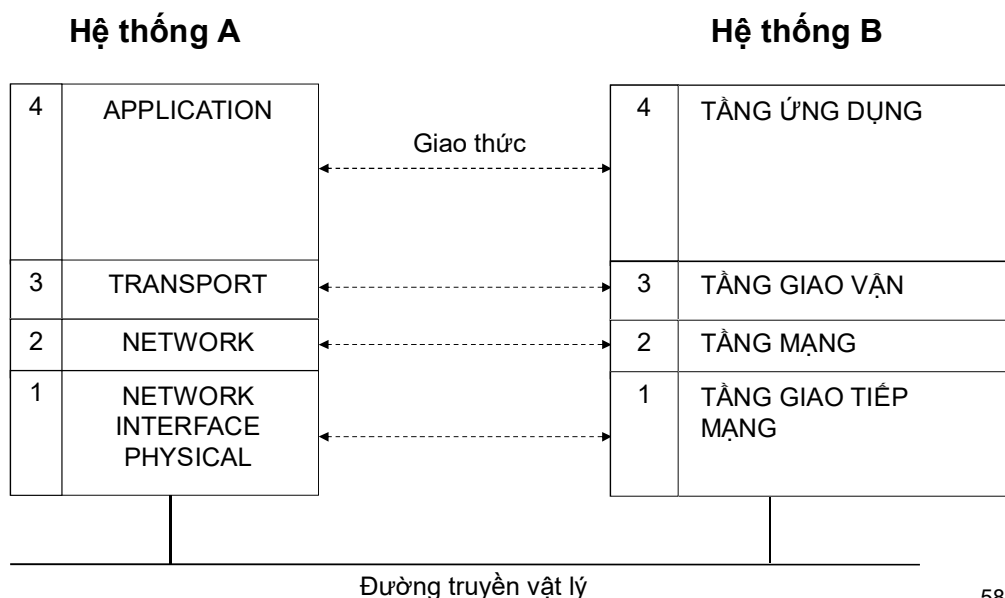 Hệ thống A
Hệ thống B
4
APPLICATION
Giao thức
4
TẦNG ỨNG DỤNG
3
TRANSPORT
3
TẦNG GIAO VẬN
2
NETWORK
2
TẦNG MẠNG
1
NETWORK
INTERFACE
PHYSICAL
1
TẦNG GIAO TIẾP
MẠNG
Đường truyền vật lý
58